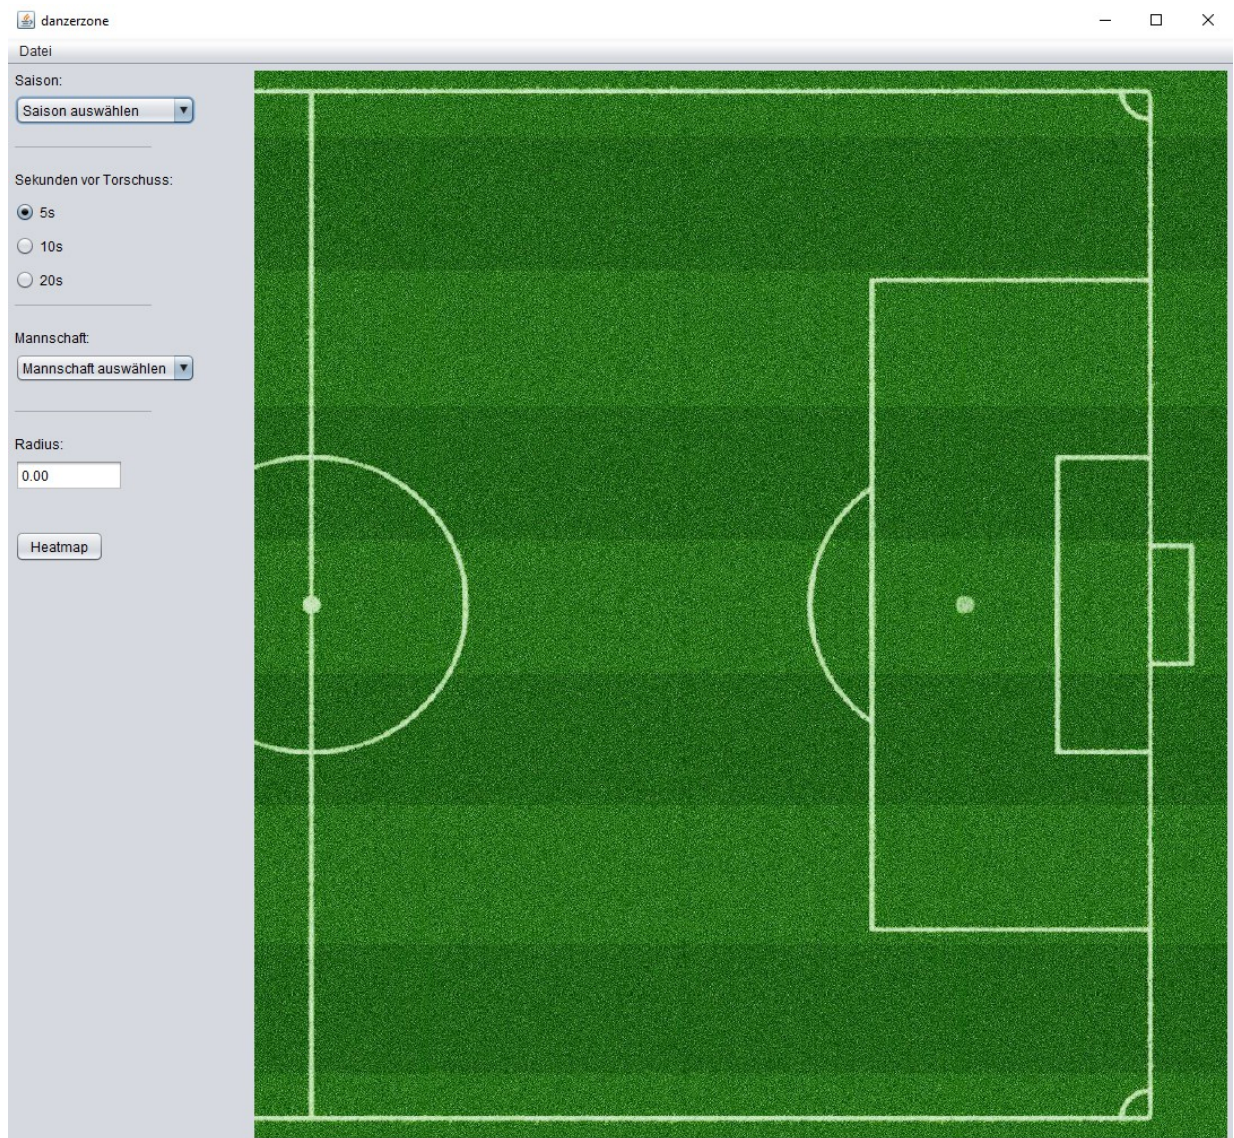 danzerzone
Datei
Saison:
Saison auswählen
Sekunden vor Torschuss:
5s
10s
20s
Mannschaft:
Mannschaft auswählen
Radius:
0.00
Heatmap